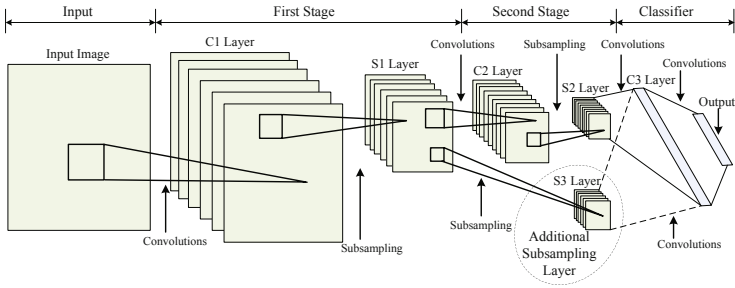 Input
First Stage
Second Stage
Classifier
Input Image
C1 Layer
S1 Layer
Convolutions
C2 Layer
Subsampling
S2 Layer
Convolutions
C3 Layer
Convolutions
Output
Convolutions
Subsampling
Subsampling
S3 Layer
Additional
Subsampling
Layer
Convolutions